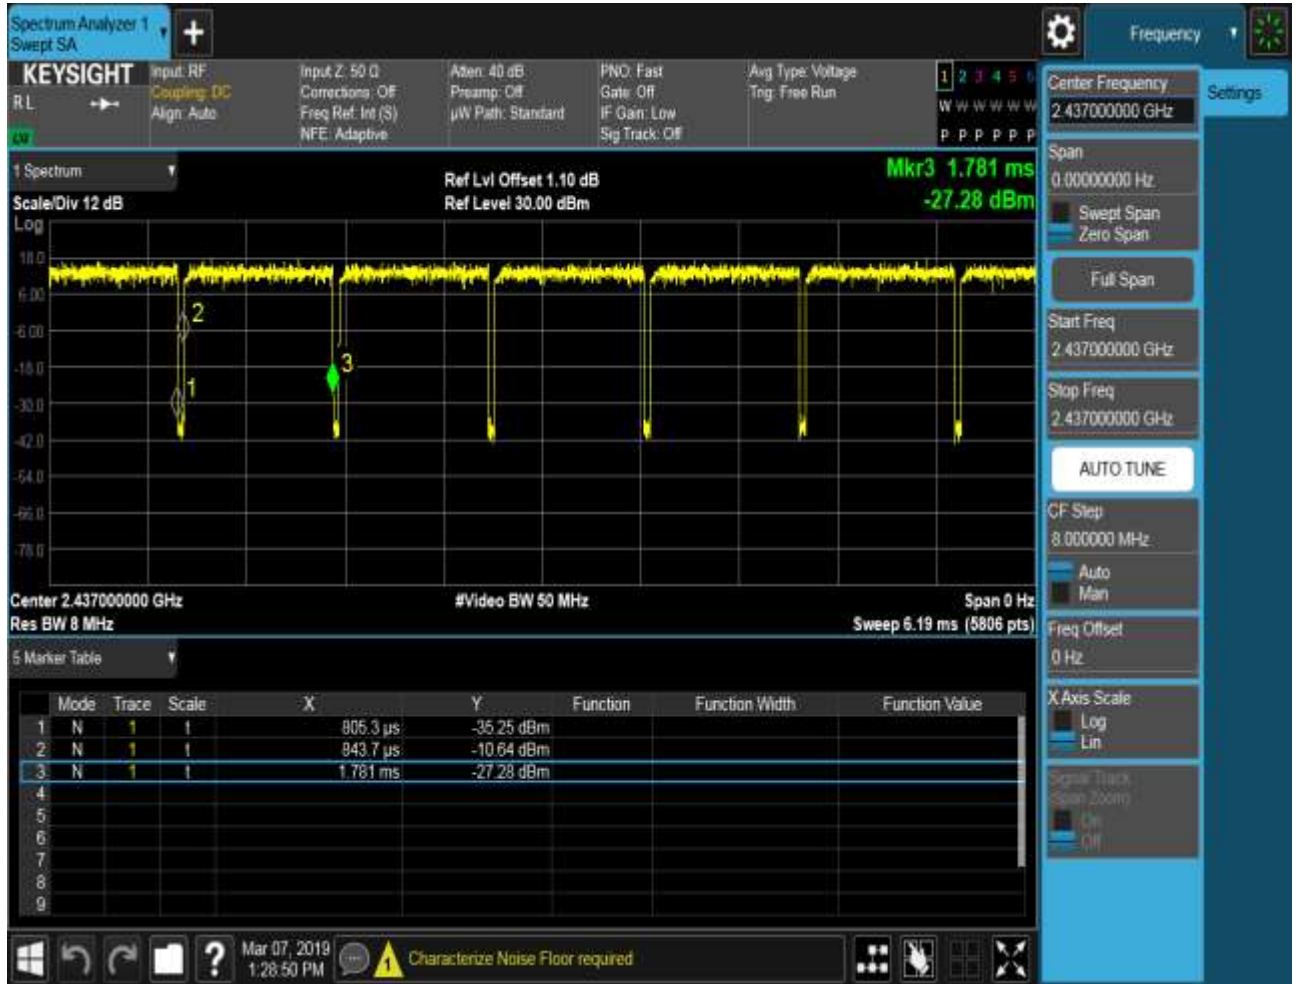 Spectrum Analyzer 1
Swept SA
Frequency
KEYSIGHT
R L
Input: RF
Coupling: DC
Align: Auto
Input Z: 50 Ω
Corrections: Off
Freq Ref: Int (S)
NFE: Adaptive
Atten: 40 dB
Preamp: Off
µW Path: Standard
PNO: Fast
Gate: Off
IF Gain: Low
Sig Track: Off
Avg Type: Voltage
Trig: Free Run
1 2 3 4 5 6
W W W W W W
P P P P P P
1 Spectrum
Scale/Div 12 dB
Log
Ref Lvl Offset 1.10 dB
Ref Level 30.00 dBm
Mkr3 1.781 ms
-27.28 dBm
18.0
6.00
-6.00
-18.0
-30.0
-42.0
-54.0
-66.0
-78.0
2
1
3
Center 2.437000000 GHz
#Video BW 50 MHz
Span 0 Hz
Res BW 8 MHz
Sweep 6.19 ms (5806 pts)
5 Marker Table
Mode Trace Scale X Y Function Function Width Function Value
1 N 1 t 805.3 µs -35.25 dBm
2 N 1 t 843.7 µs -10.64 dBm
3 N 1 t 1.781 ms -27.28 dBm
4
5
6
7
8
9
Mar 07, 2019
1:28:50 PM
1
Characterize Noise Floor required
Center Frequency
2.437000000 GHz
Settings
Span
0.00000000 Hz
Swept Span
Zero Span
Full Span
Start Freq
2.437000000 GHz
Stop Freq
2.437000000 GHz
AUTO TUNE
CF Step
8.000000 MHz
Auto
Man
Freq Offset
0 Hz
X Axis Scale
Log
Lin
Signal Track
(Span Zoom)
On
Off